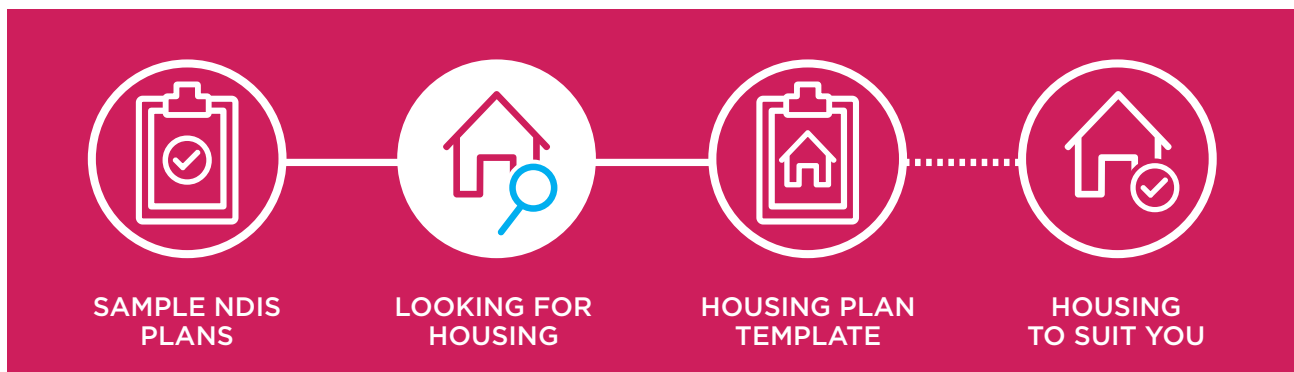 SAMPLE NDIS
PLANS
LOOKING FOR
HOUSING
HOUSING PLAN
TEMPLATE
HOUSING
TO SUIT YOU